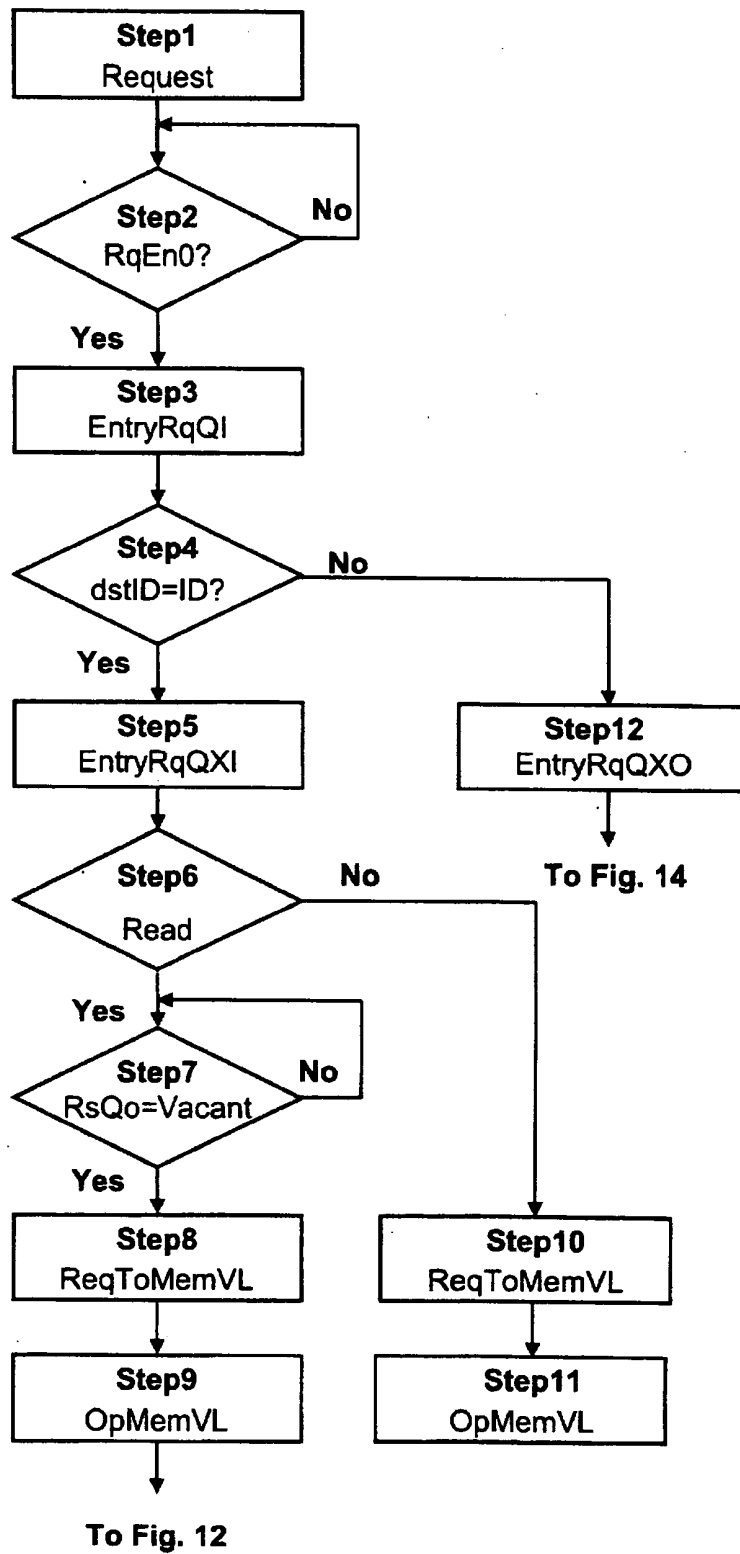 Step1
Request
Step2
RqEn0?
No
Yes
Step3
EntryRqQI
Step4
dstID=ID?
No
Yes
Step5
EntryRqQXI
Step12
EntryRqQXO
To Fig. 14
Step6
Read
No
Yes
Step7
RsQo=Vacant
No
Yes
Step8
ReqToMemVL
Step10
ReqToMemVL
Step9
OpMemVL
Step11
OpMemVL
To Fig. 12